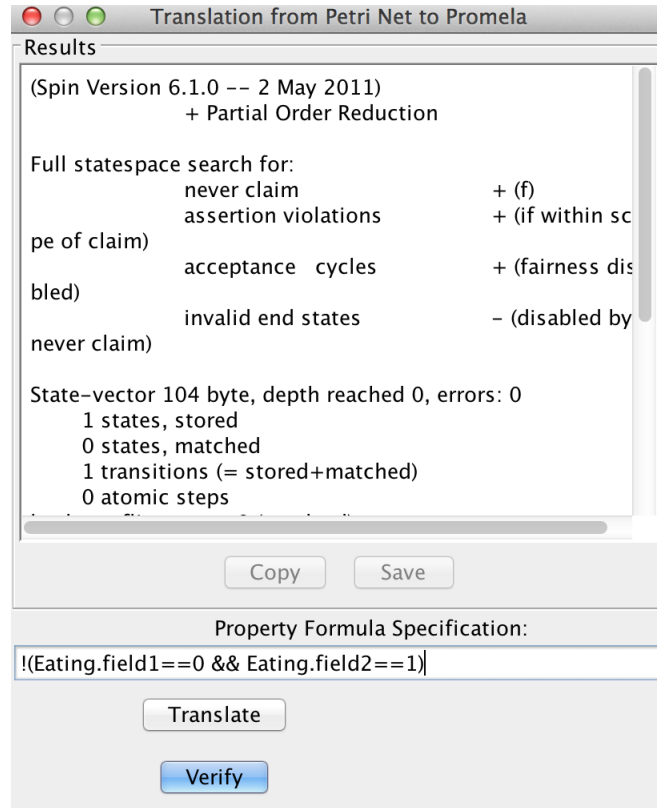 Translation from Petri Net to Promela
Results
(Spin Version 6.1.0 -- 2 May 2011)
+ Partial Order Reduction
Full statespace search for:
never claim + (f)
assertion violations + (if within sc
pe of claim)
acceptance cycles + (fairness dis
bled)
invalid end states - (disabled by
never claim)
State-vector 104 byte, depth reached 0, errors: 0
1 states, stored
0 states, matched
1 transitions (= stored+matched)
0 atomic steps
Copy Save
Property Formula Specification:
!(Eating.field1==0 && Eating.field2==1)
Translate
Verify